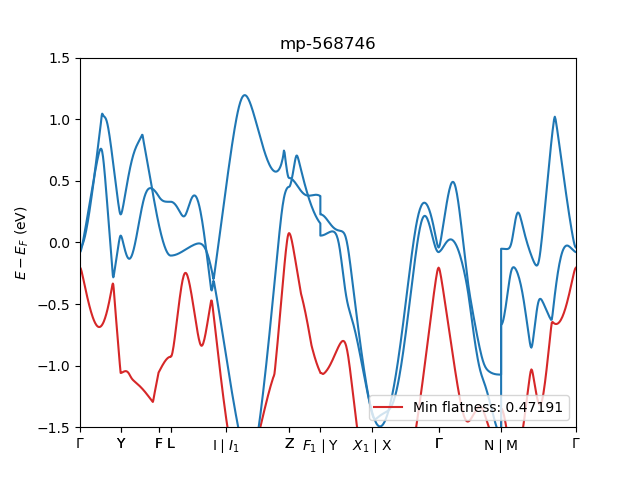 mp-568746
E − E_F (eV)
1.5
1.0
0.5
0.0
−0.5
−1.0
−1.5
Min flatness: 0.47191
Γ Y F L I | I₁ Z F₁ | Y X₁ | X Γ N | M Γ